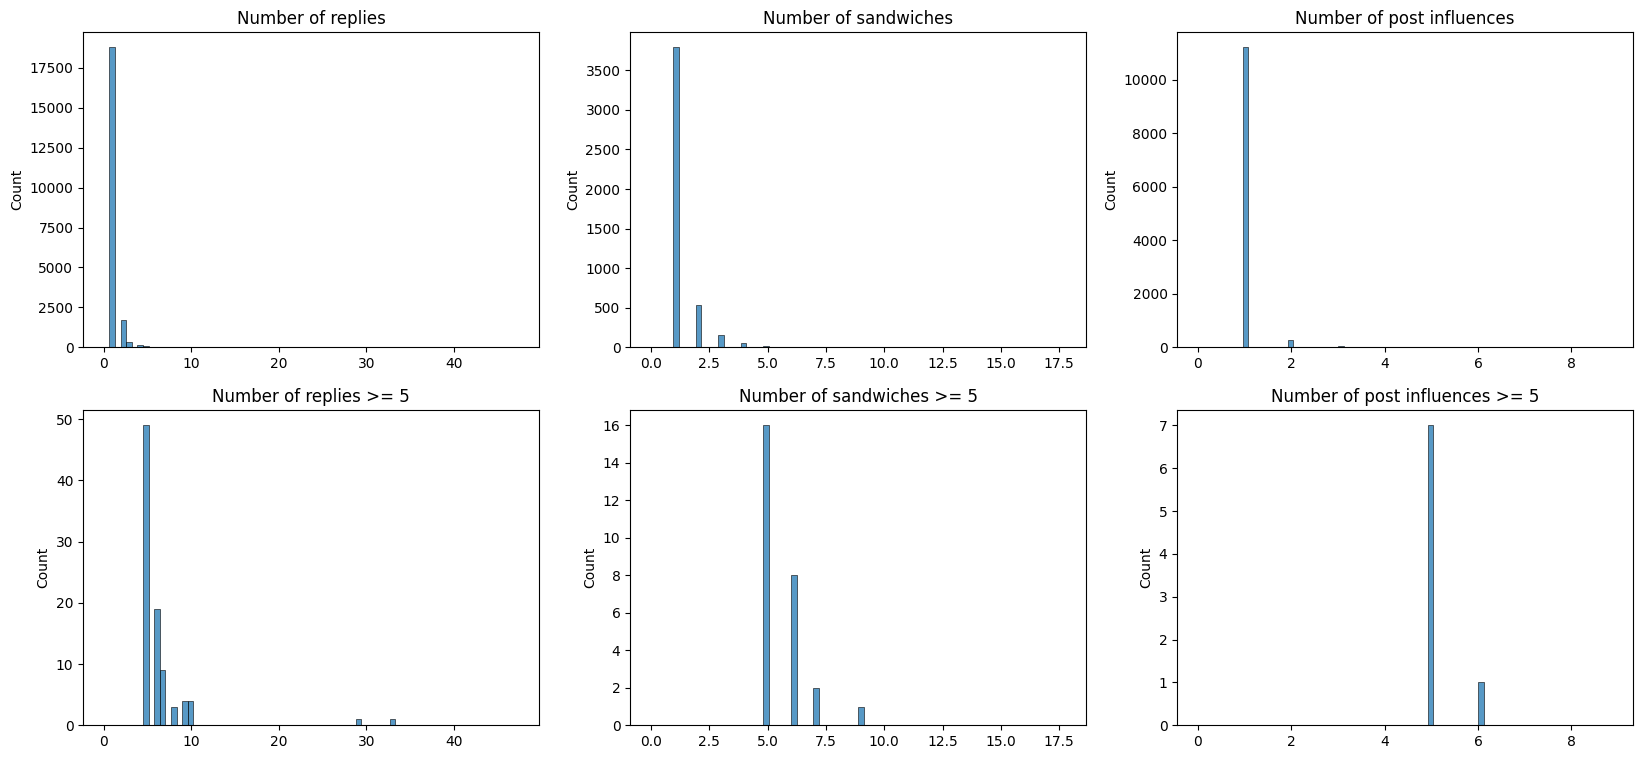 Number of replies
Count
17500
15000
12500
10000
7500
5000
2500
0
0 10 20 30 40
Number of sandwiches
Count
3500
3000
2500
2000
1500
1000
500
0
0.0 2.5 5.0 7.5 10.0 12.5 15.0 17.5
Number of post influences
Count
10000
8000
6000
4000
2000
0
0 2 4 6 8
Number of replies >= 5
Count
50
40
30
20
10
0
0 10 20 30 40
Number of sandwiches >= 5
Count
16
14
12
10
8
6
4
2
0
0.0 2.5 5.0 7.5 10.0 12.5 15.0 17.5
Number of post influences >= 5
Count
7
6
5
4
3
2
1
0
0 2 4 6 8